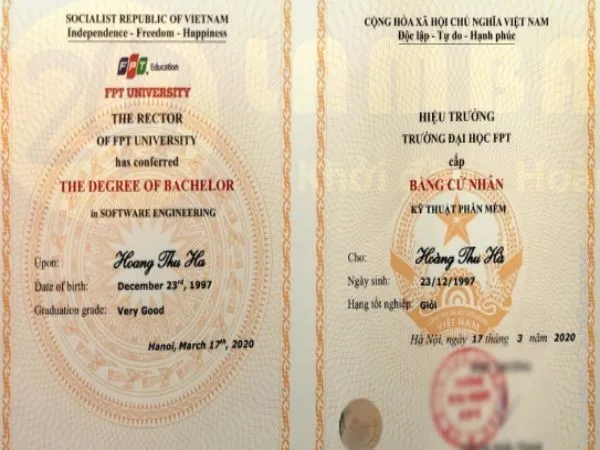 SOCIALIST REPUBLIC OF VIETNAM
Independence - Freedom - Happiness
FPT Education
FPT UNIVERSITY
THE RECTOR
OF FPT UNIVERSITY
has conferred
THE DEGREE OF BACHELOR
in SOFTWARE ENGINEERING
Upon: Hoang Thu Ha
Date of birth: December 23rd, 1997
Graduation grade: Very Good
Hanoi, March 17th, 2020
CỘNG HÒA XÃ HỘI CHỦ NGHĨA VIỆT NAM
Độc lập - Tự do - Hạnh phúc
HIỆU TRƯỞNG
TRƯỜNG ĐẠI HỌC FPT
cấp
BẰNG CỬ NHÂN
KỸ THUẬT PHẦN MỀM
Cho: Hoàng Thu Hà
Ngày sinh: 23/12/1997
Hạng tốt nghiệp: Giỏi
VIỆT NAM
Hà Nội, ngày 17 tháng 3 năm 2020